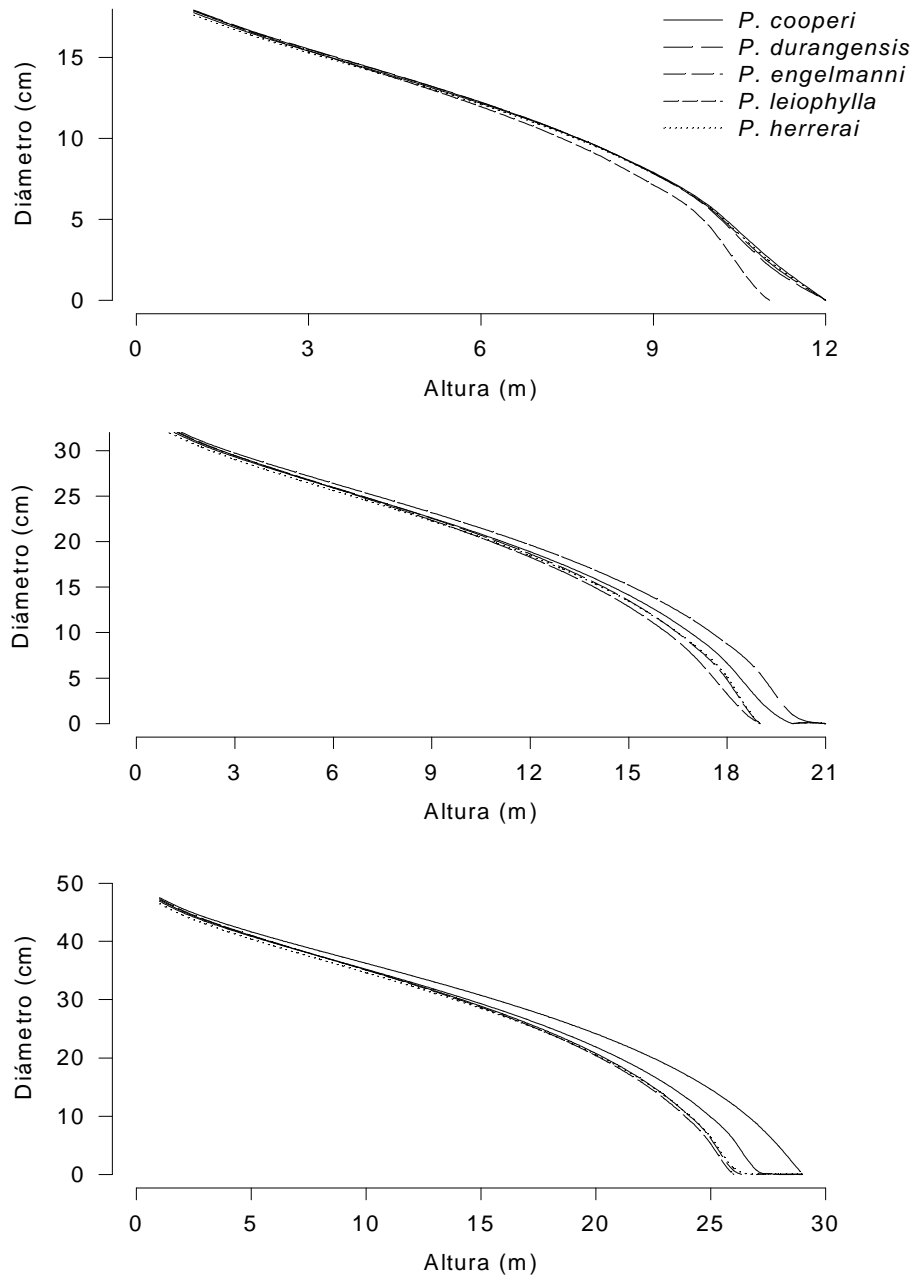 P. cooperi
P. durangensis
P. engelmanni
P. leiophylla
P. herrerai
Diámetro (cm)
15
10
5
0
0 3 6 9 12
Altura (m)
Diámetro (cm)
30
25
20
15
10
5
0
0 3 6 9 12 15 18 21
Altura (m)
Diámetro (cm)
50
40
30
20
10
0
0 5 10 15 20 25 30
Altura (m)